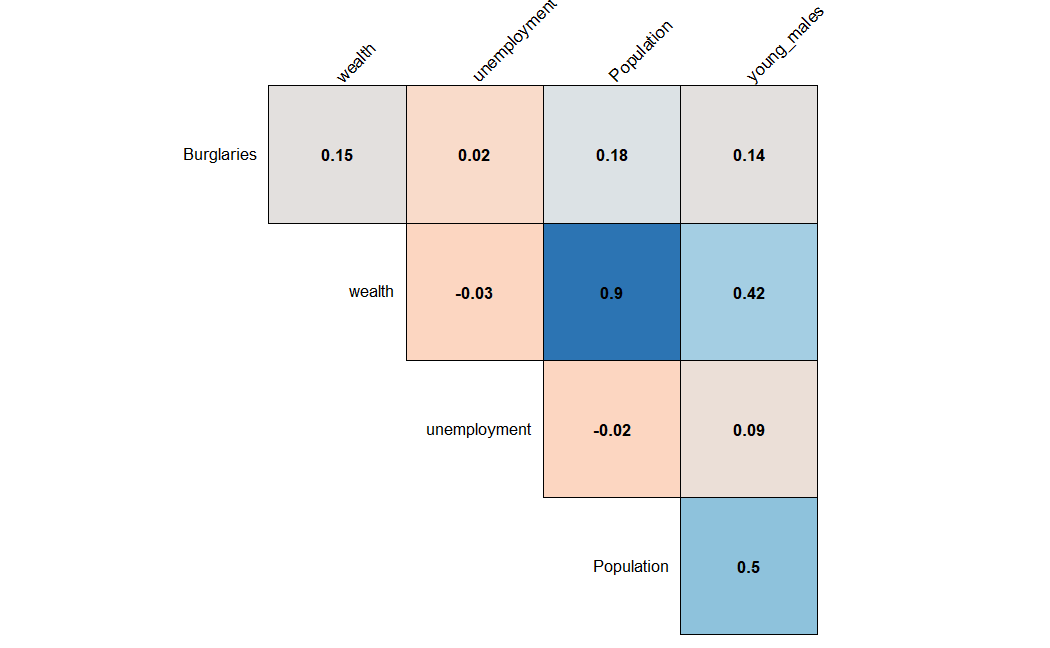 wealth unemployment Population young_males
Burglaries 0.15 0.02 0.18 0.14
wealth -0.03 0.9 0.42
unemployment -0.02 0.09
Population 0.5